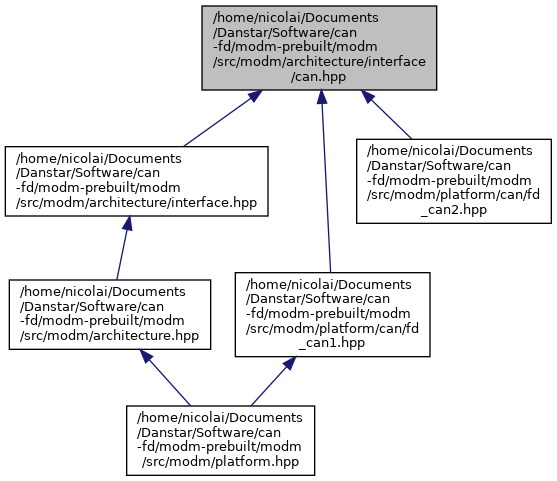 /home/nicolai/Documents
/Danstar/Software/can
-fd/modm-prebuilt/modm
/src/modm/architecture/interface
/can.hpp
/home/nicolai/Documents
/Danstar/Software/can
-fd/modm-prebuilt/modm
/src/modm/architecture/interface.hpp
/home/nicolai/Documents
/Danstar/Software/can
-fd/modm-prebuilt/modm
/src/modm/platform/can/fd
_can2.hpp
/home/nicolai/Documents
/Danstar/Software/can
-fd/modm-prebuilt/modm
/src/modm/architecture.hpp
/home/nicolai/Documents
/Danstar/Software/can
-fd/modm-prebuilt/modm
/src/modm/platform/can/fd
_can1.hpp
/home/nicolai/Documents
/Danstar/Software/can
-fd/modm-prebuilt/modm
/src/modm/platform.hpp